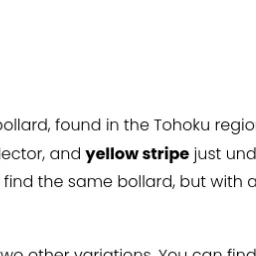 bollard, found in the Tohoku regio
lector, and yellow stripe just und
find the same bollard, but with a
two other variations. You can find